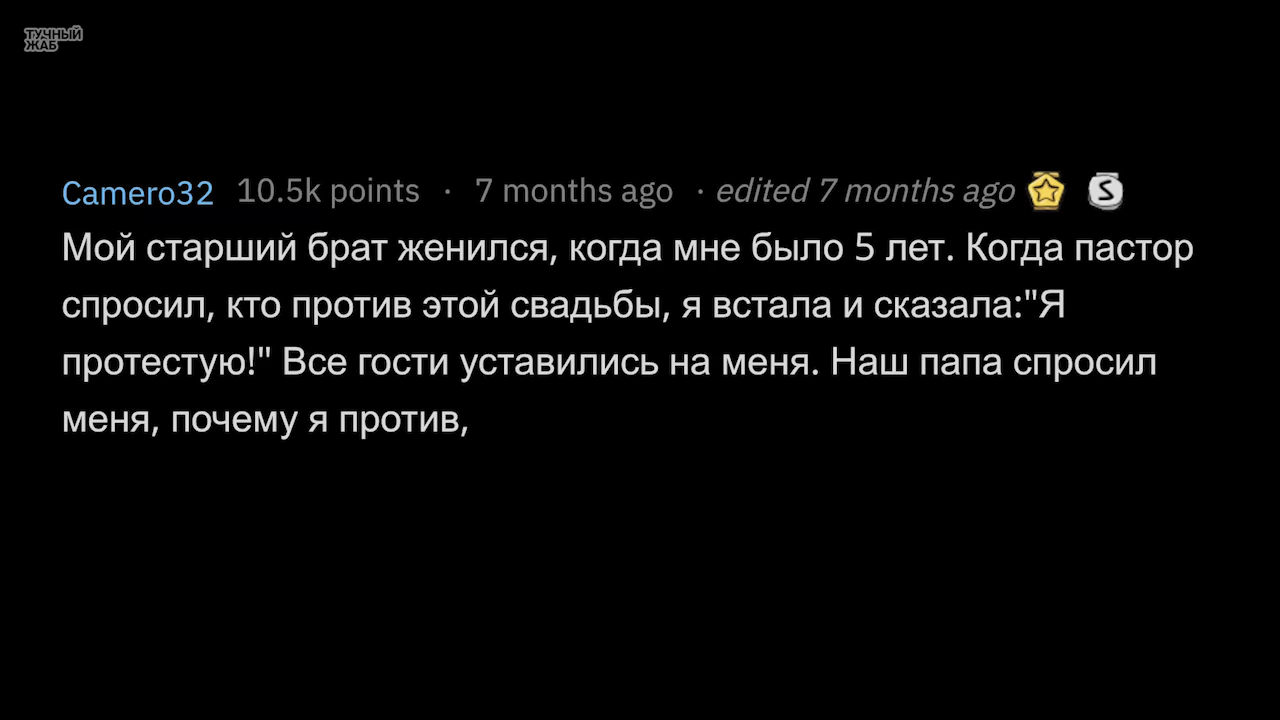 ТУЧНЫЙ
ЖАБ
Camero32 10.5k points · 7 months ago · edited 7 months ago S
Мой старший брат женился, когда мне было 5 лет. Когда пастор
спросил, кто против этой свадьбы, я встала и сказала:"Я
протестую!" Все гости уставились на меня. Наш папа спросил
меня, почему я против,